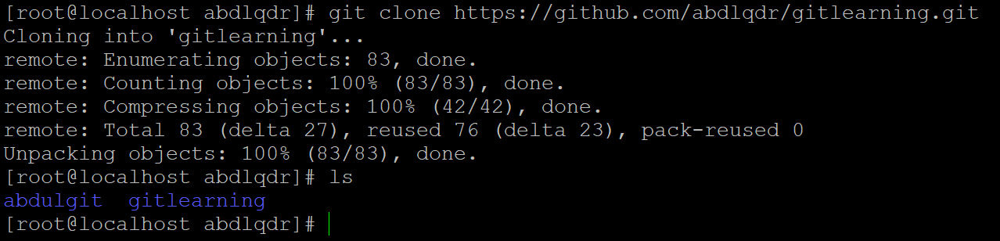 [root@localhost abdlqdr]# git clone https://github.com/abdlqdr/gitlearning.git
Cloning into 'gitlearning'...
remote: Enumerating objects: 83, done.
remote: Counting objects: 100% (83/83), done.
remote: Compressing objects: 100% (42/42), done.
remote: Total 83 (delta 27), reused 76 (delta 23), pack-reused 0
Unpacking objects: 100% (83/83), done.
[root@localhost abdlqdr]# ls
abdulgit  gitlearning
[root@localhost abdlqdr]#